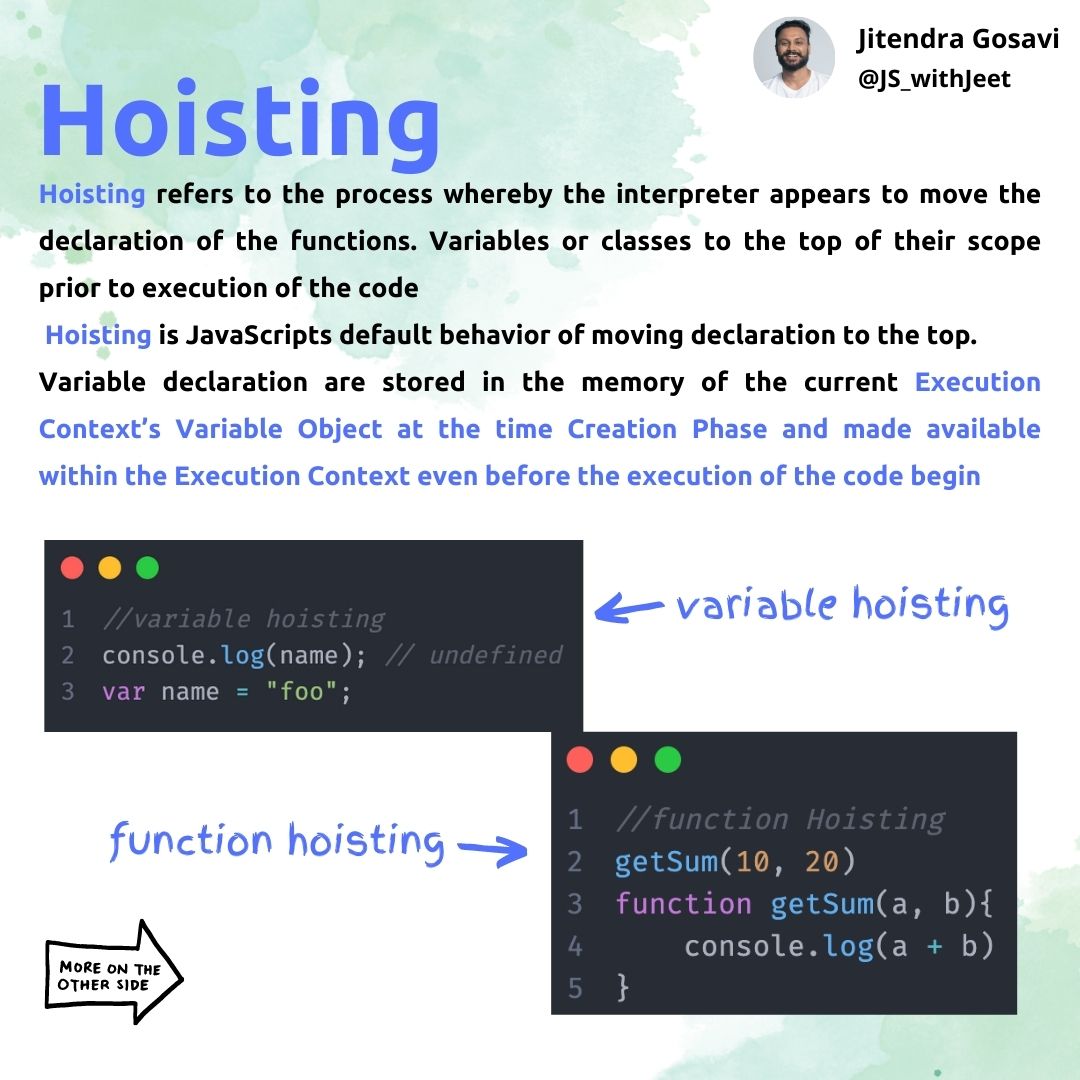 Jitendra Gosavi
@JS_withJeet
Hoisting
Hoisting refers to the process whereby the interpreter appears to move the
declaration of the functions. Variables or classes to the top of their scope
prior to execution of the code
Hoisting is JavaScripts default behavior of moving declaration to the top.
Variable declaration are stored in the memory of the current Execution
Context’s Variable Object at the time Creation Phase and made available
within the Execution Context even before the execution of the code begin
1 //variable hoisting
2 console.log(name); // undefined
3 var name = "foo";
variable hoisting
function hoisting
1 //function Hoisting
2 getSum(10, 20)
3 function getSum(a, b){
4 console.log(a + b)
5 }
MORE ON THE
OTHER SIDE